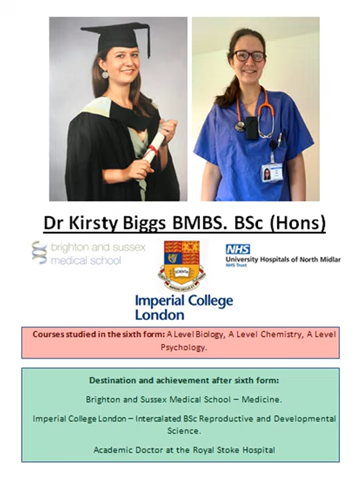 Dr Kirsty Biggs BMBS. BSc (Hons)
brighton and sussex
medical school
NHS
University Hospitals of North Midlan
NHS Trust
Imperial College
London
Courses studied in the sixth form: A Level Biology, A Level Chemistry, A Level
Psychology.
Destination and achievement after sixth form:
Brighton and Sussex Medical School – Medicine.
Imperial College London – Intercalated BSc Reproductive and Developmental
Science.
Academic Doctor at the Royal Stoke Hospital